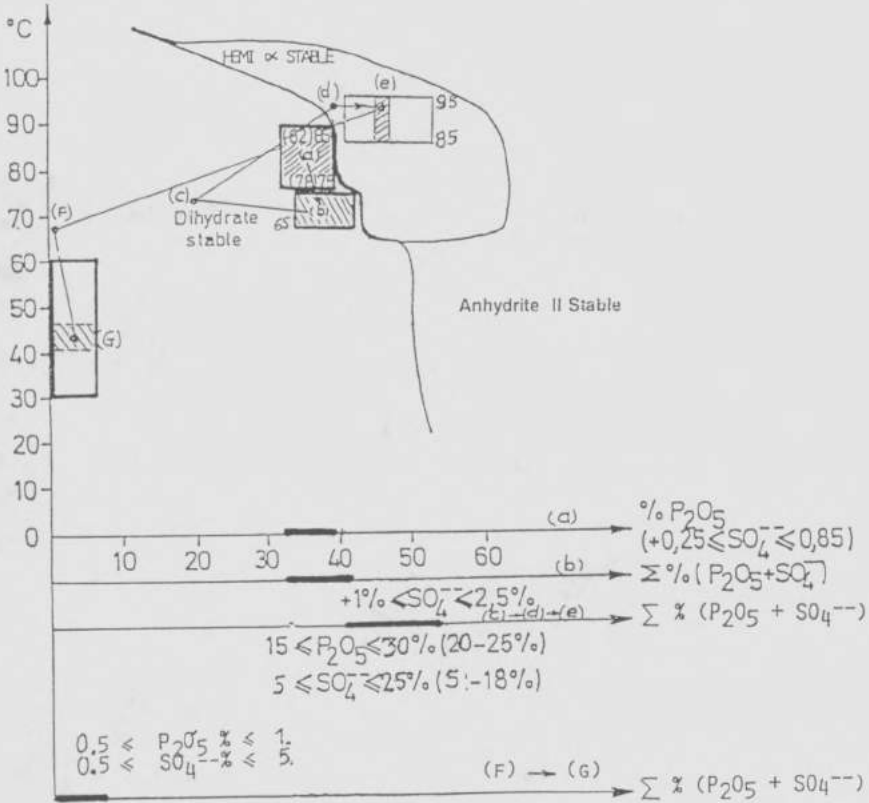 °C
HEMI ∝ STABLE
100
(d)
(e)
95
90
(82)
85
80
(a)
(78)
(75)
(c)
70
(F)
Dihydrate
stable
65
(b)
60
50
Anhydrite II Stable
40
(G)
30
20
10
0
10
20
30
40
50
60
(a)
% P2O5
(+0,25≤SO4--≤0,85)
(b)
Σ%(P2O5+SO4--)
+1% ≤SO4--≤2,5%
(c)→(d)→(e)
∑ % (P2O5 + SO4--)
15 ≤P2O5≤30% (20-25%)
5 ≤SO4--≤25% (5:-18%)
0.5 ≤ P2O5 % ≤ 1.
0.5 ≤ SO4--% ≤ 5.
(F) → (G)
∑ % (P2O5 + SO4--)